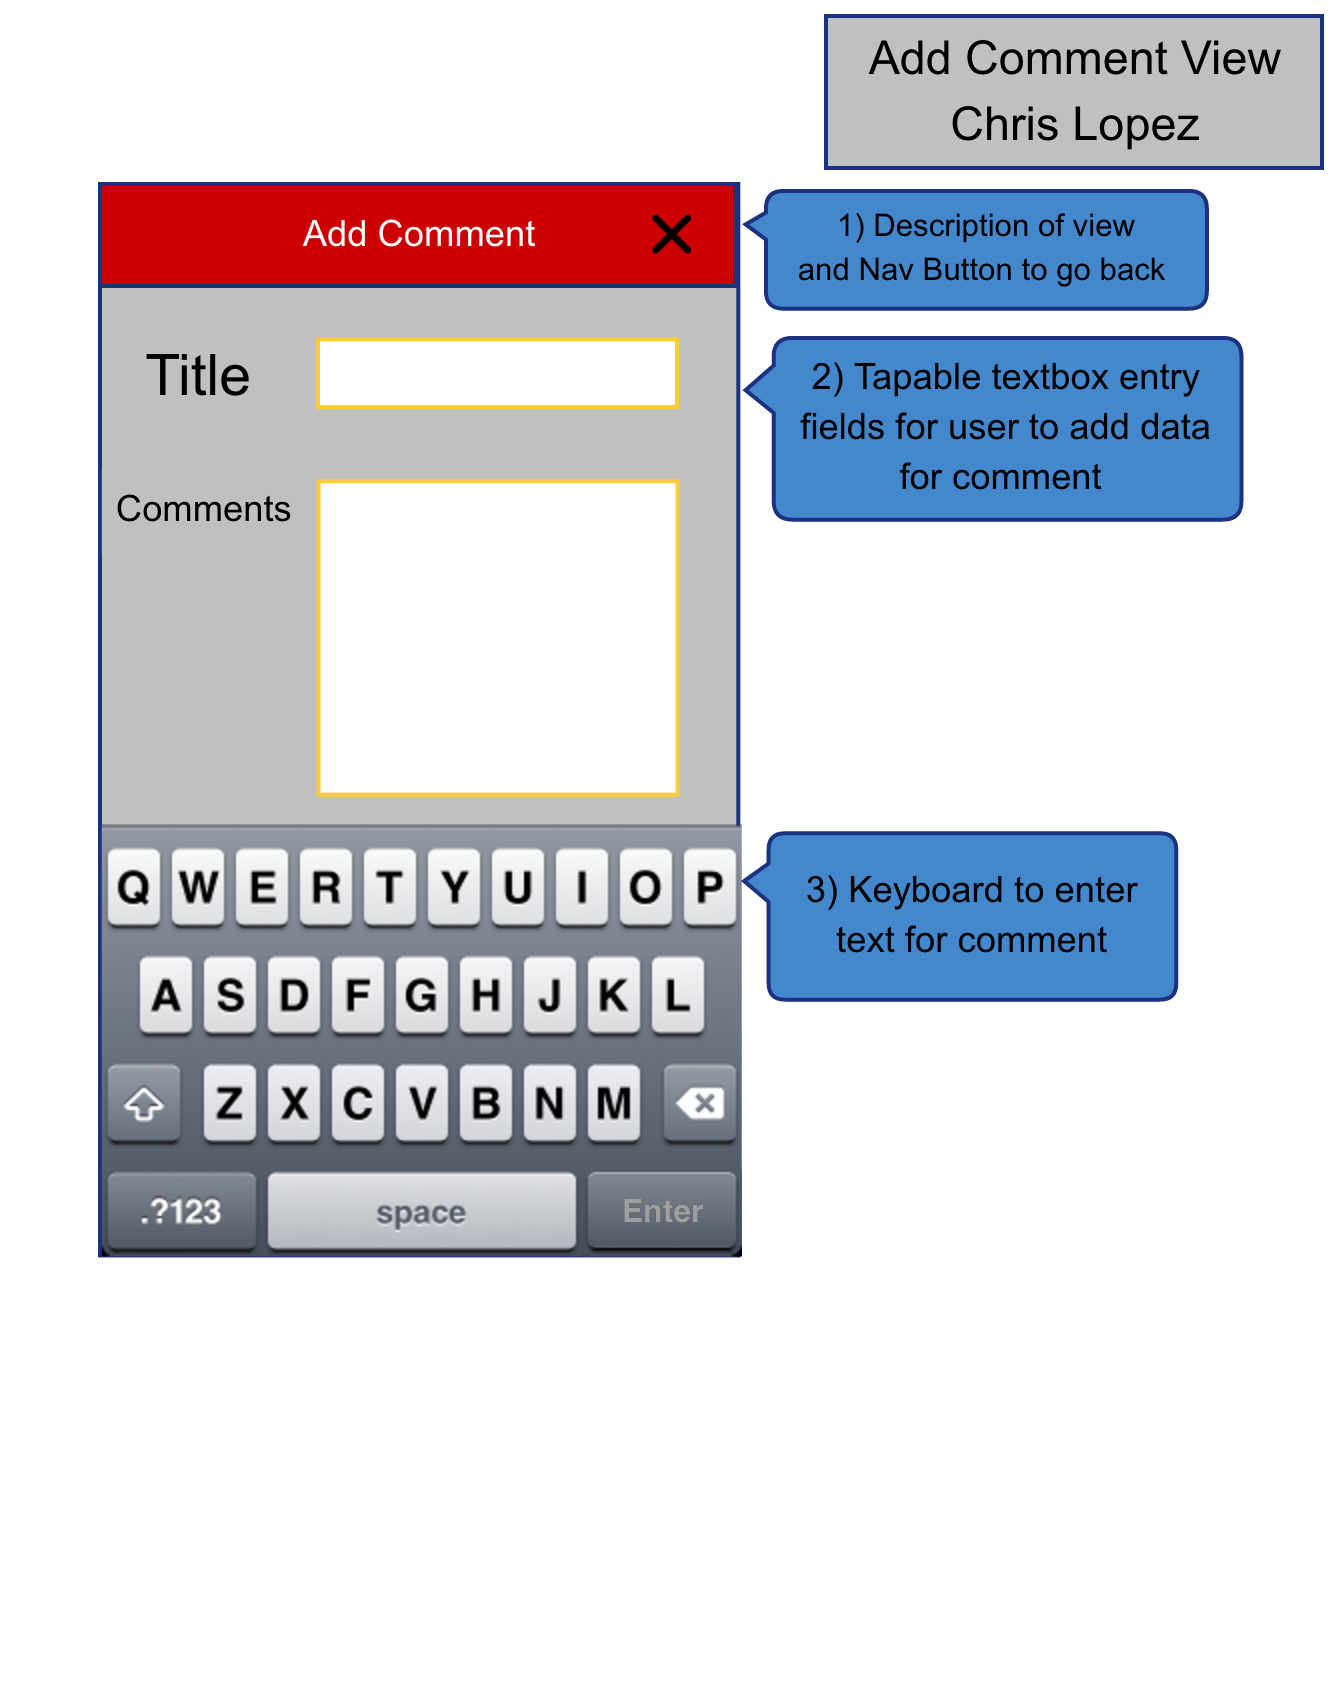 Add Comment View
Chris Lopez
Add Comment
1) Description of view
and Nav Button to go back
Title
2) Tapable textbox entry
fields for user to add data
for comment
Comments
Q W E R T Y U I O P
3) Keyboard to enter
text for comment
A S D F G H J K L
Z X C V B N M
.?123 space Enter